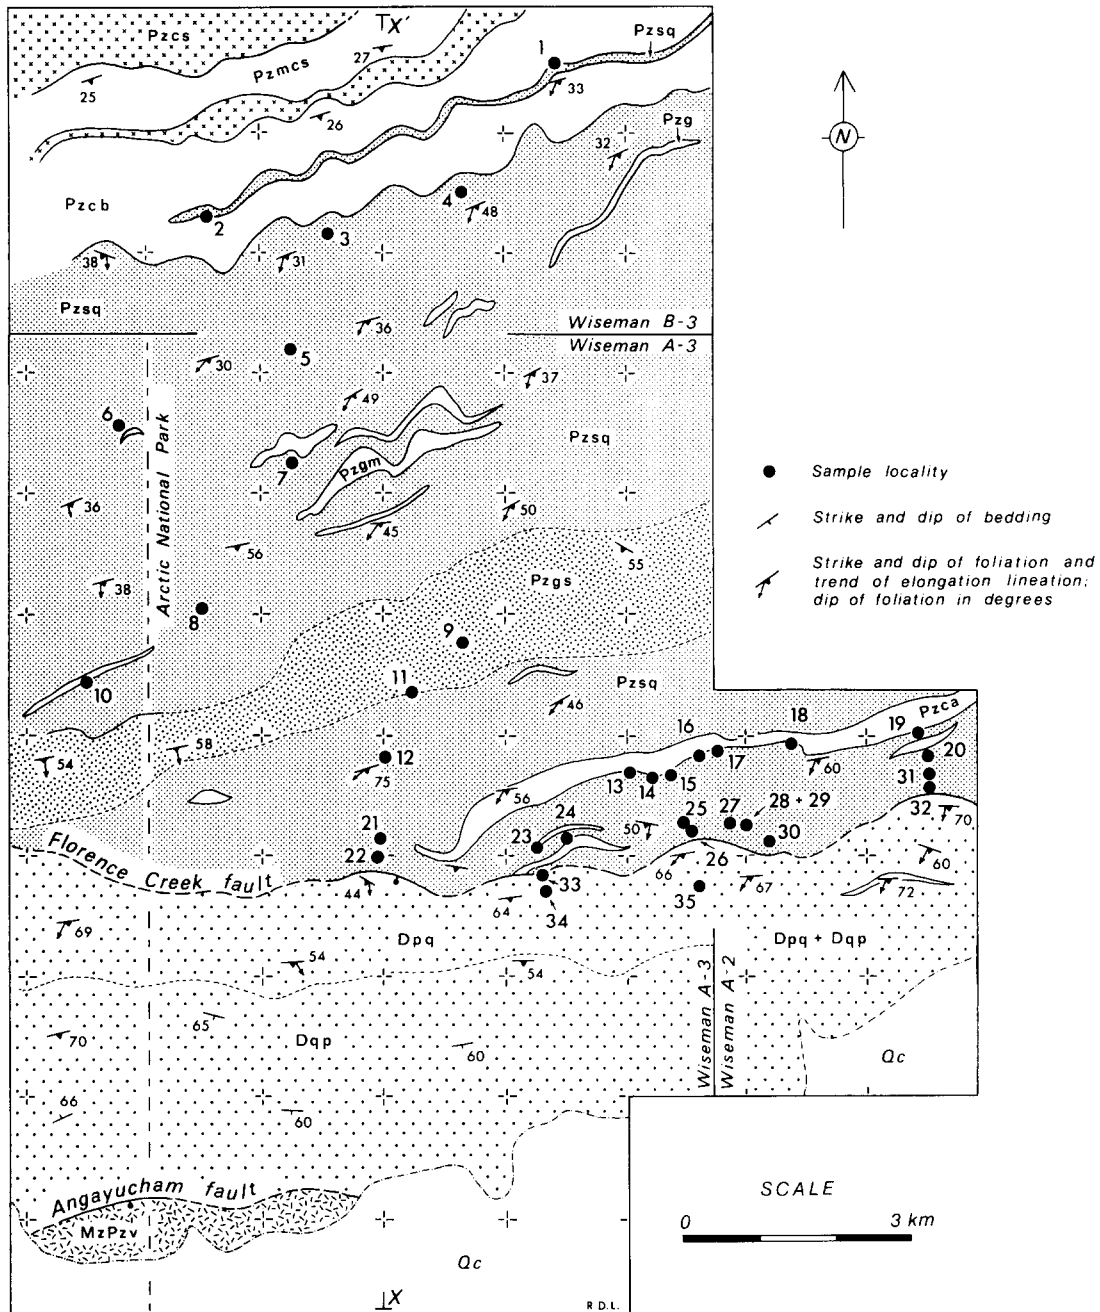 Pzcs
X'
27
1
Pzsq
Pzmcs
25
33
26
Pzg
32
N
4
48
Pzcb
2
3
38
31
Pzsq
36
Wiseman B-3
Wiseman A-3
5
30
37
49
6
Pzsq
7
Pzgm
Sample locality
36
50
45
Strike and dip of bedding
56
55
Arctic National Park
Pzgs
Strike and dip of foliation and
trend of elongation lineation;
dip of foliation in degrees
38
8
9
10
11
Pzsq
46
Pzca
18
19
16
58
54
12
17
20
75
13
14
15
60
31
56
32
24
25
27
28 + 29
50
70
21
23
30
22
26
Florence Creek fault
66
60
33
67
72
44
35
64
34
69
Dpq
Dpq + Dqp
54
54
Wiseman A-3
Wiseman A-2
65
70
Dqp
60
Qc
66
60
Angayucham fault
SCALE
MzPzv
0
3 km
Qc
X
R.D.L.